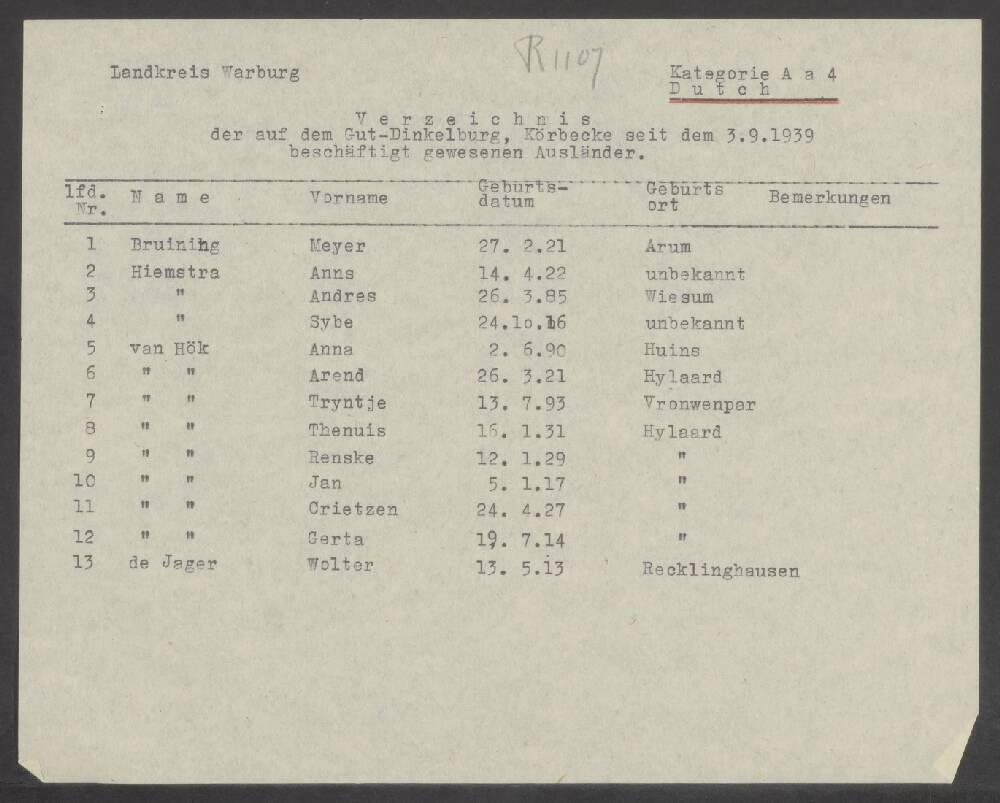 R 1107
Landkreis Warburg
Kategorie A a 4
D u t c h
V e r z e i c h n i s
der auf dem Gut-Dinkelburg, Körbecke seit dem 3.9.1939
beschäftigt gewesenen Ausländer.
lfd. Nr. N a m e Vorname Geburts-datum Geburts ort Bemerkungen
1 Bruining Meyer 27. 2.21 Arum
2 Hiemstra Anns 14. 4.22 unbekannt
3 " Andres 26. 3.85 Wiesum
4 " Sybe 24.10.16 unbekannt
5 van Hök Anna 2. 6.90 Huins
6 " " Arend 26. 3.21 Hylaard
7 " " Tryntje 13. 7.93 Vronwenper
8 " " Thenuis 16. 1.31 Hylaard
9 " " Renske 12. 1.29 "
10 " " Jan 5. 1.17 "
11 " " Crietzen 24. 4.27 "
12 " " Gerta 19. 7.14 "
13 de Jager Wolter 13. 5.13 Recklinghausen